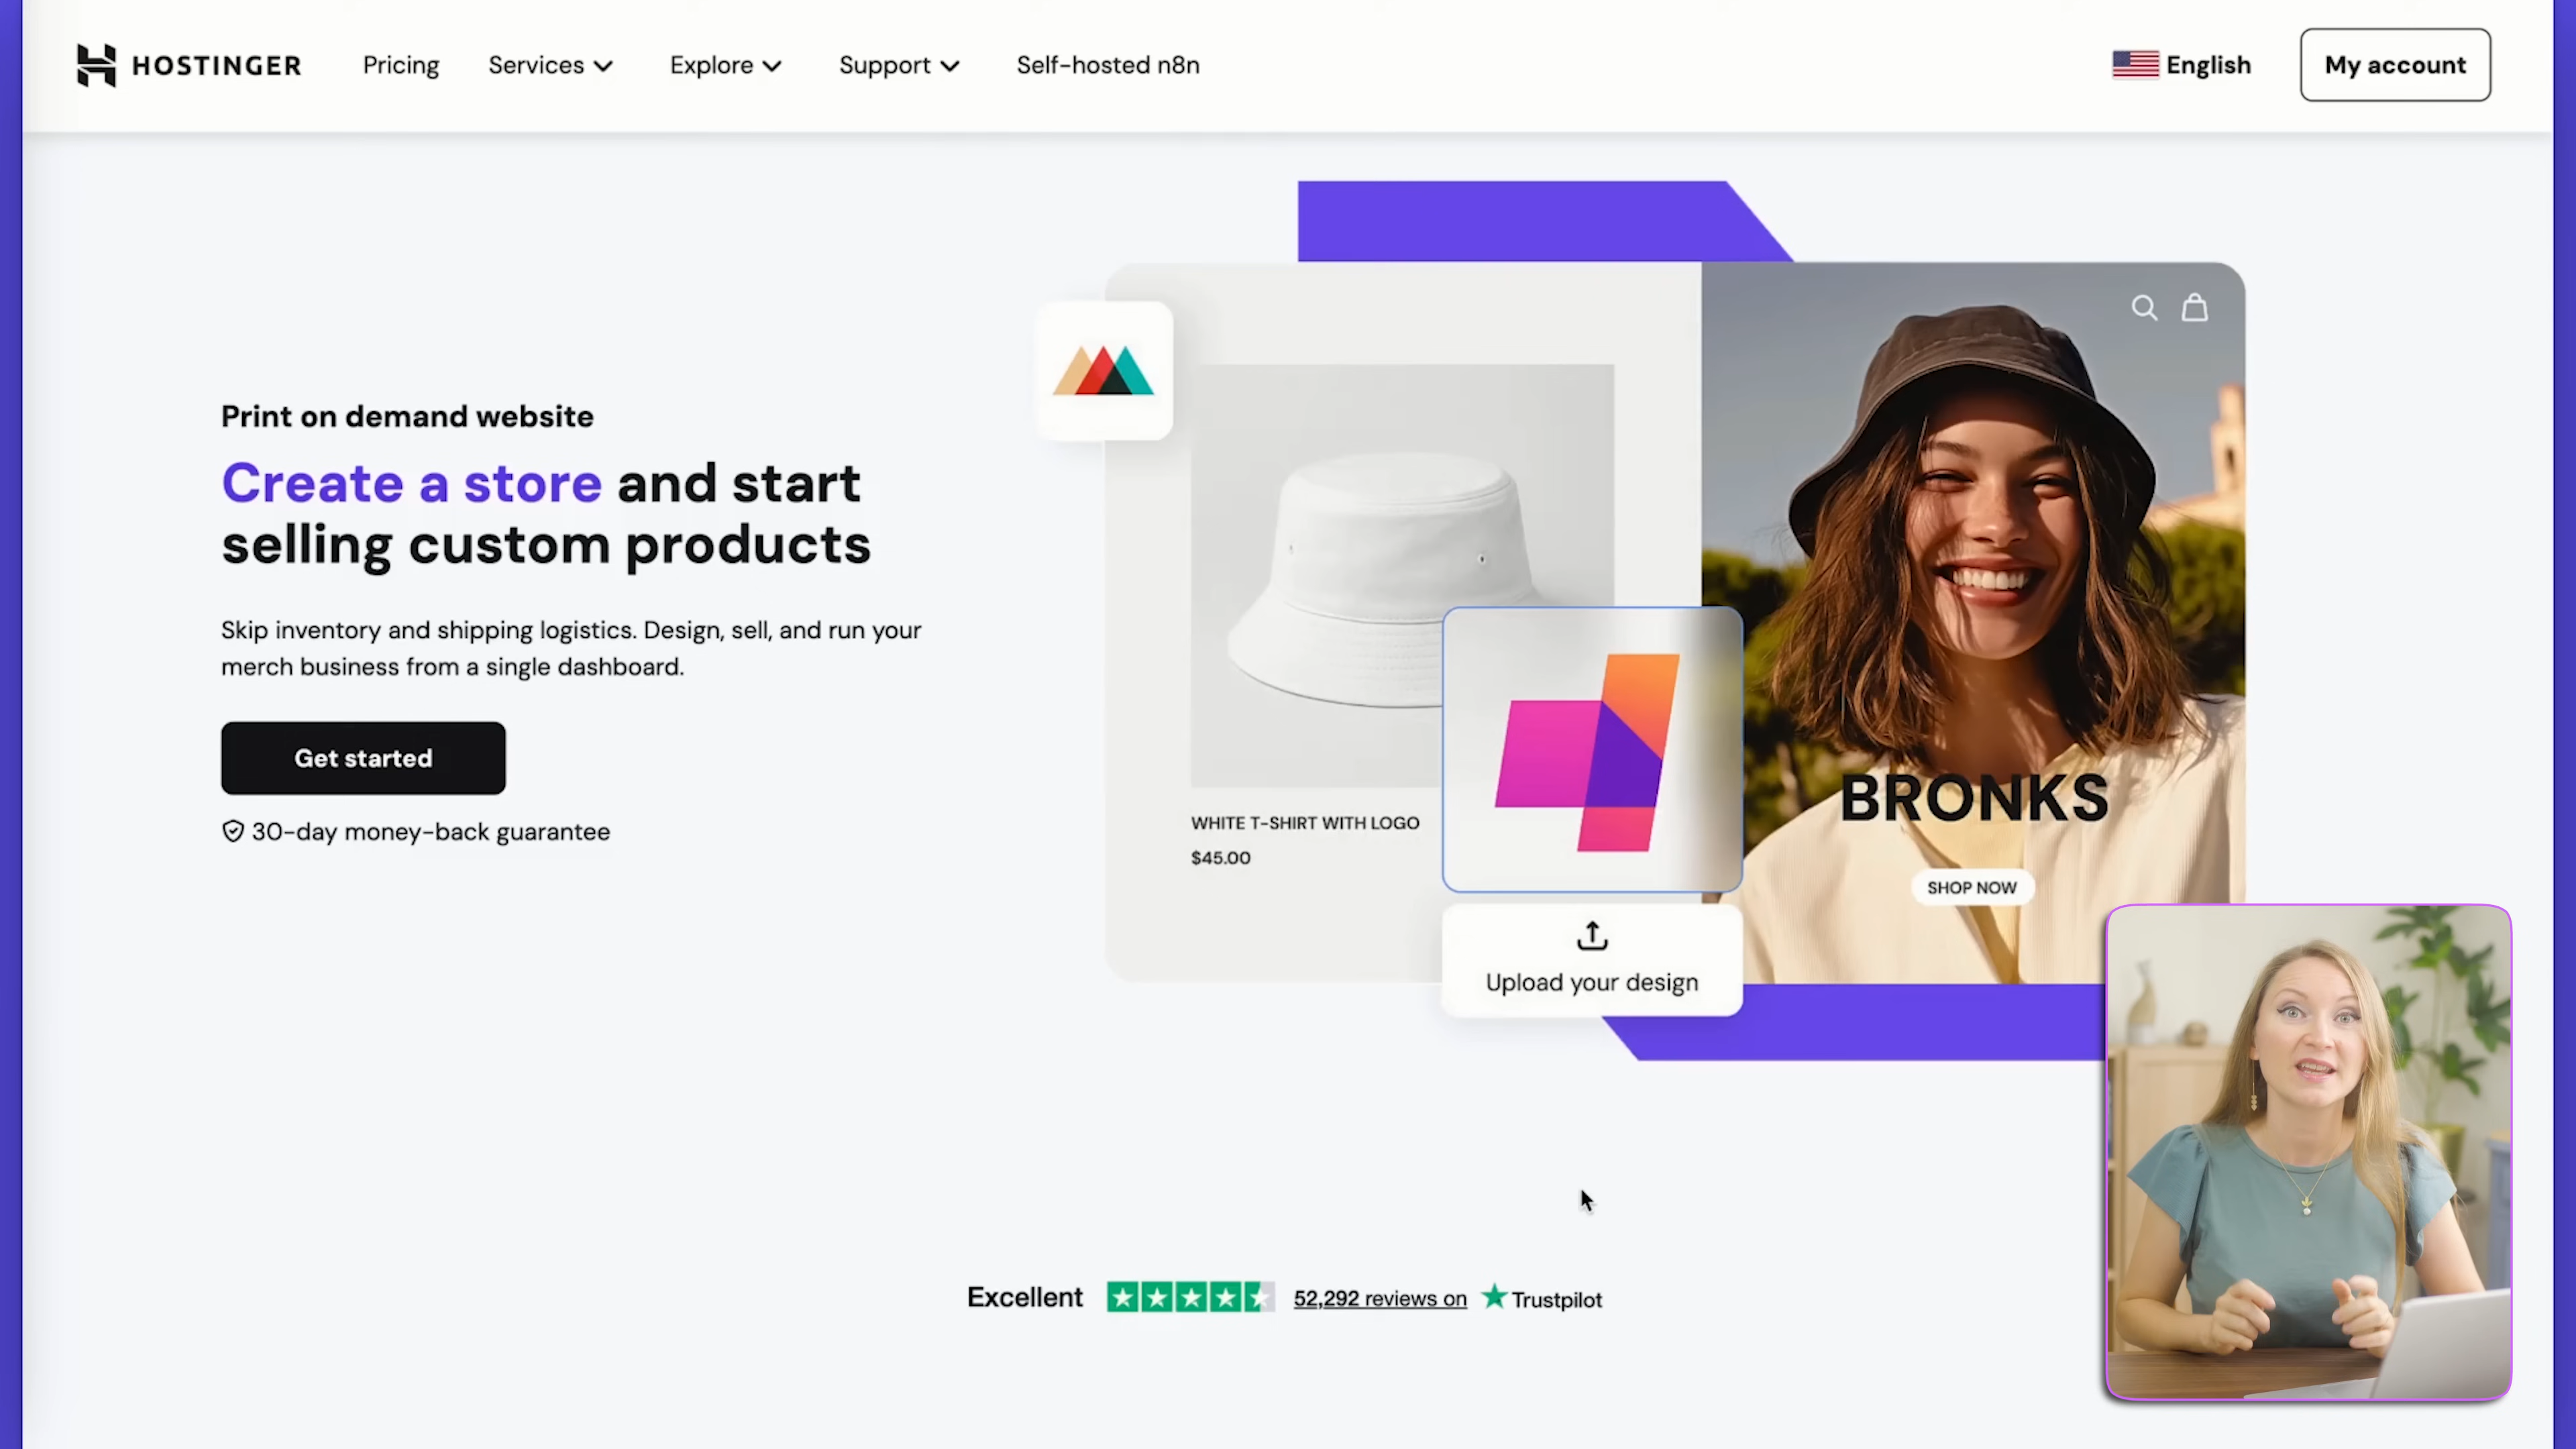 HOSTINGER
Pricing
Services
Explore
Support
Self-hosted n8n
English
My account
Print on demand website
Create a store and start
selling custom products
Skip inventory and shipping logistics. Design, sell, and run your
merch business from a single dashboard.
Get started
30-day money-back guarantee
WHITE T-SHIRT WITH LOGO
$45.00
Upload your design
BRONKS
SHOP NOW
Excellent
52,292 reviews on
Trustpilot